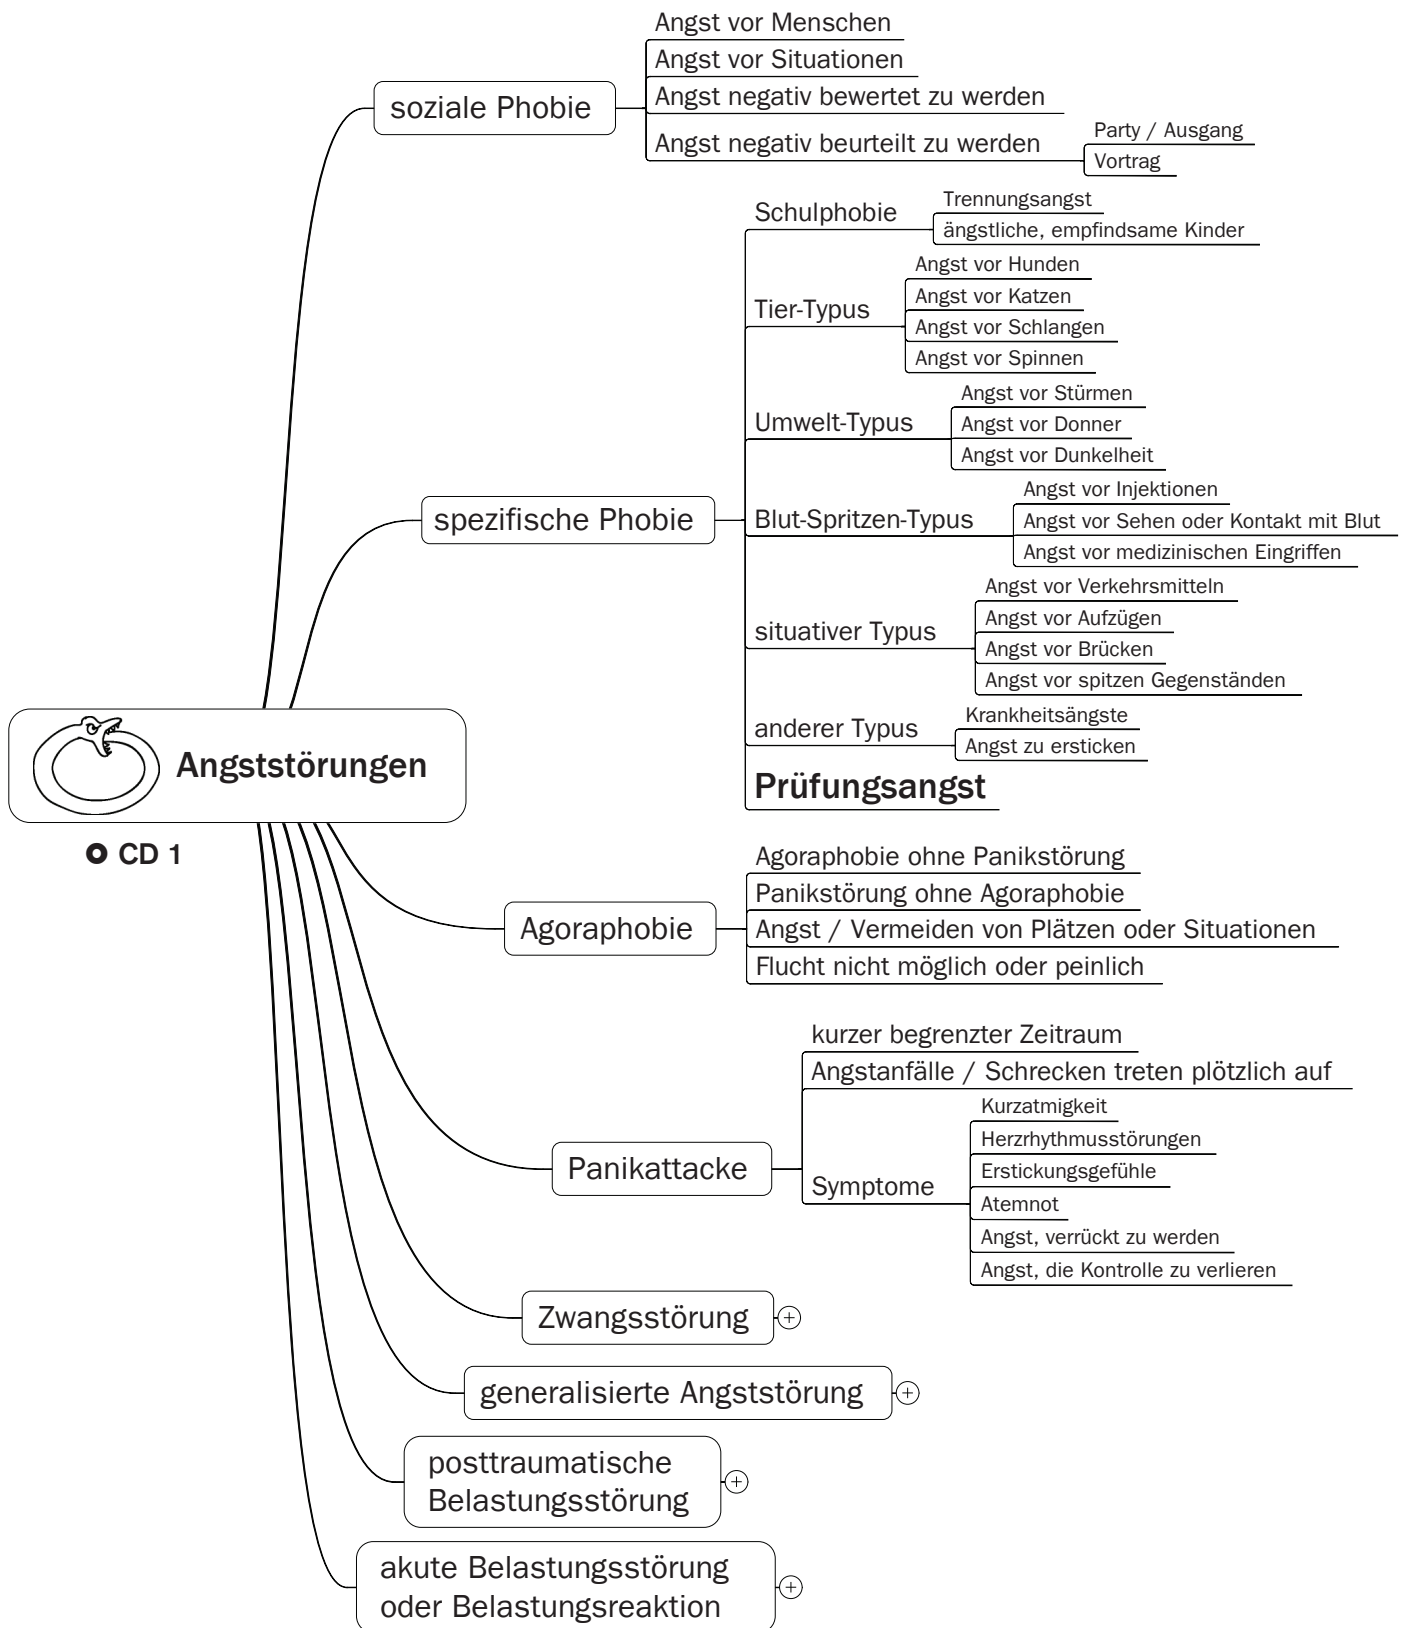 Angststörungen
CD 1
soziale Phobie
Angst vor Menschen
Angst vor Situationen
Angst negativ bewertet zu werden
Angst negativ beurteilt zu werden
Party / Ausgang
Vortrag
spezifische Phobie
Schulphobie
Trennungsangst
ängstliche, empfindsame Kinder
Tier-Typus
Angst vor Hunden
Angst vor Katzen
Angst vor Schlangen
Angst vor Spinnen
Umwelt-Typus
Angst vor Stürmen
Angst vor Donner
Angst vor Dunkelheit
Blut-Spritzen-Typus
Angst vor Injektionen
Angst vor Sehen oder Kontakt mit Blut
Angst vor medizinischen Eingriffen
situativer Typus
Angst vor Verkehrsmitteln
Angst vor Aufzügen
Angst vor Brücken
Angst vor spitzen Gegenständen
anderer Typus
Krankheitsängste
Angst zu ersticken
Prüfungsangst
Agoraphobie
Agoraphobie ohne Panikstörung
Panikstörung ohne Agoraphobie
Angst / Vermeiden von Plätzen oder Situationen
Flucht nicht möglich oder peinlich
Panikattacke
kurzer begrenzter Zeitraum
Angstanfälle / Schrecken treten plötzlich auf
Symptome
Kurzatmigkeit
Herzrhythmusstörungen
Erstickungsgefühle
Atemnot
Angst, verrückt zu werden
Angst, die Kontrolle zu verlieren
Zwangsstörung
generalisierte Angststörung
posttraumatische
Belastungsstörung
akute Belastungsstörung
oder Belastungsreaktion